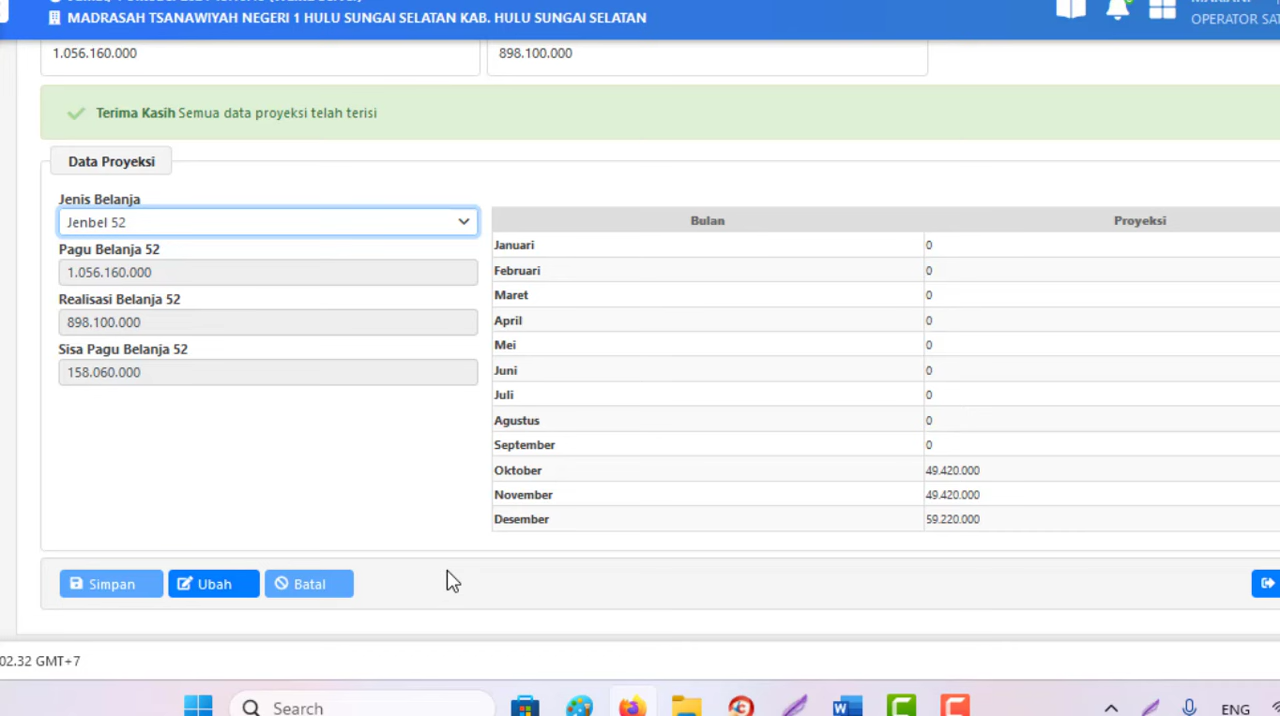 MADRASAH TSANAWIYAH NEGERI 1 HULU SUNGAI SELATAN KAB. HULU SUNGAI SELATAN
OPERATOR SAT
1.056.160.000
898.100.000
Terima Kasih Semua data proyeksi telah terisi
Data Proyeksi
Jenis Belanja
Jenbel 52
Pagu Belanja 52
1.056.160.000
Realisasi Belanja 52
898.100.000
Sisa Pagu Belanja 52
158.060.000
Bulan Proyeksi
Januari 0
Februari 0
Maret 0
April 0
Mei 0
Juni 0
Juli 0
Agustus 0
September 0
Oktober 49.420.000
November 49.420.000
Desember 59.220.000
Simpan Ubah Batal
02.32 GMT+7
Search
ENG